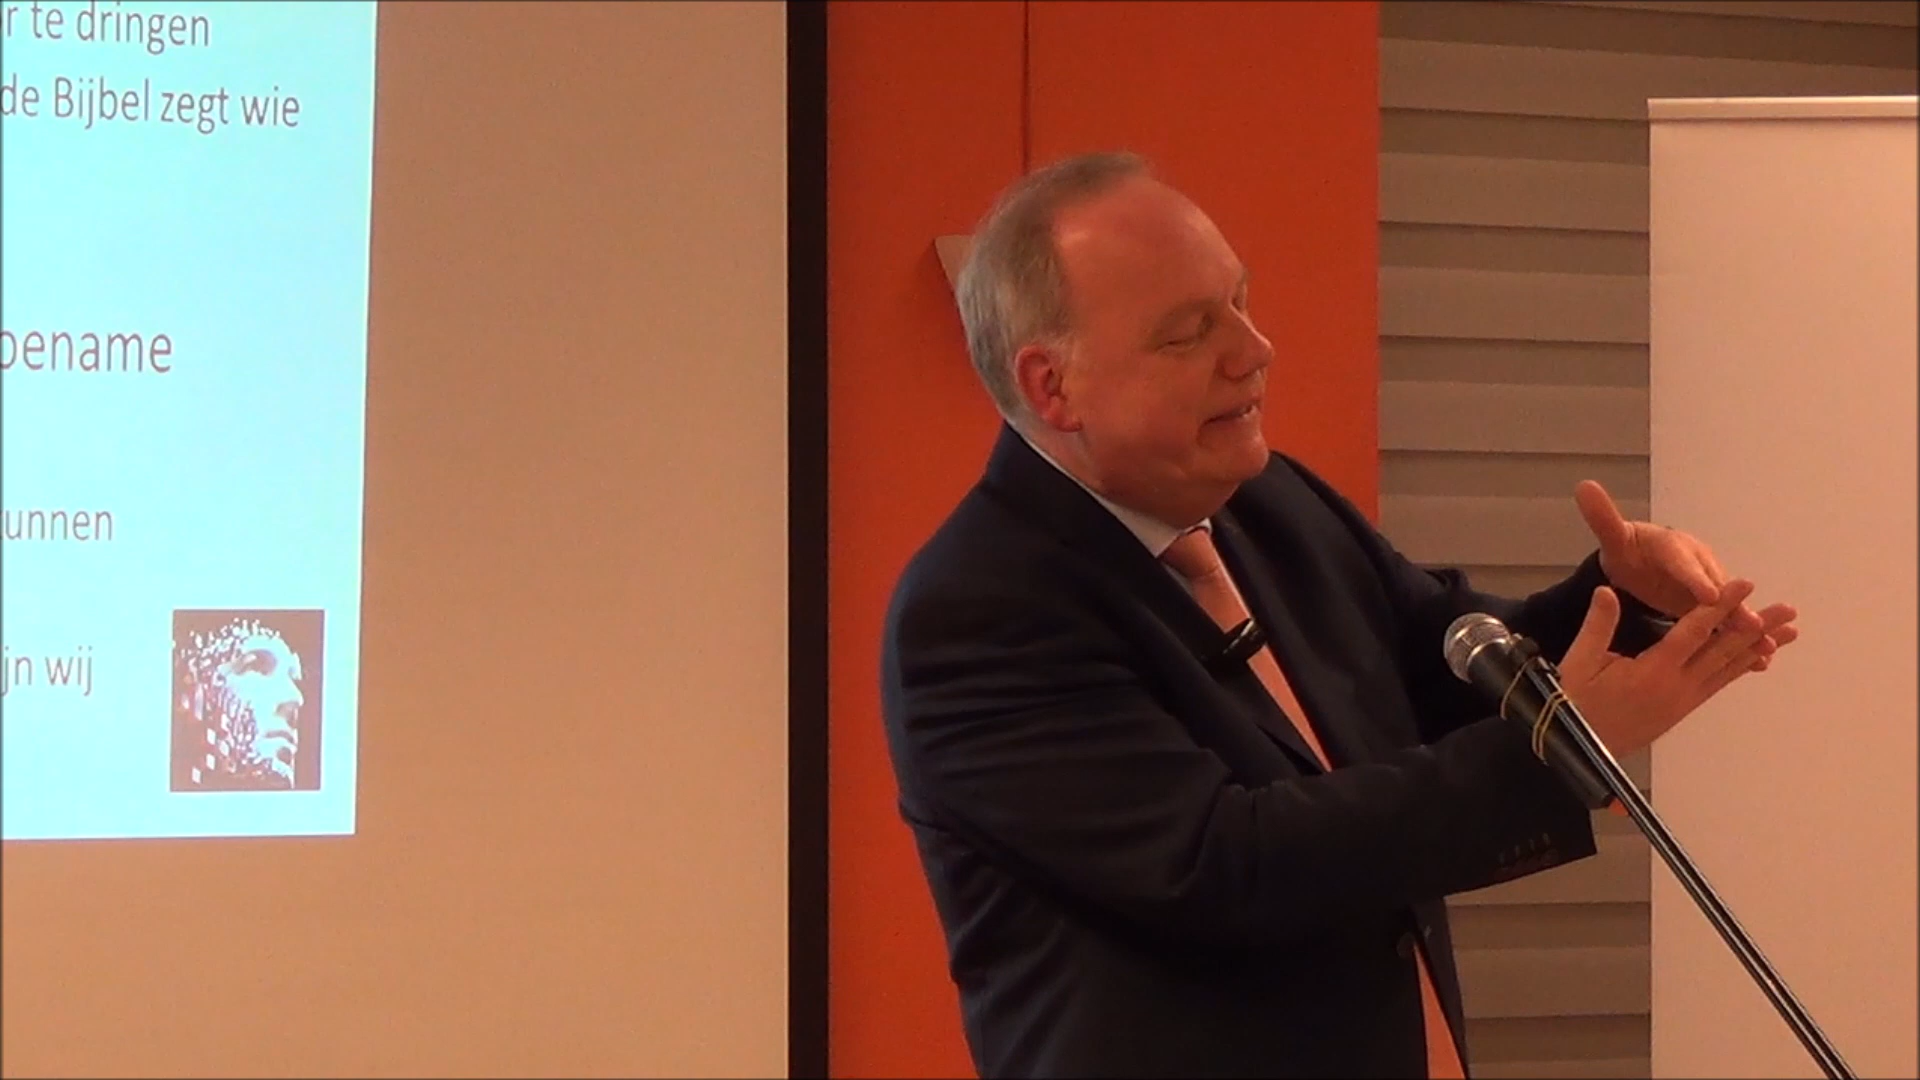 r te dringen
de Bijbel zegt wie
oename
unnen
jn wij